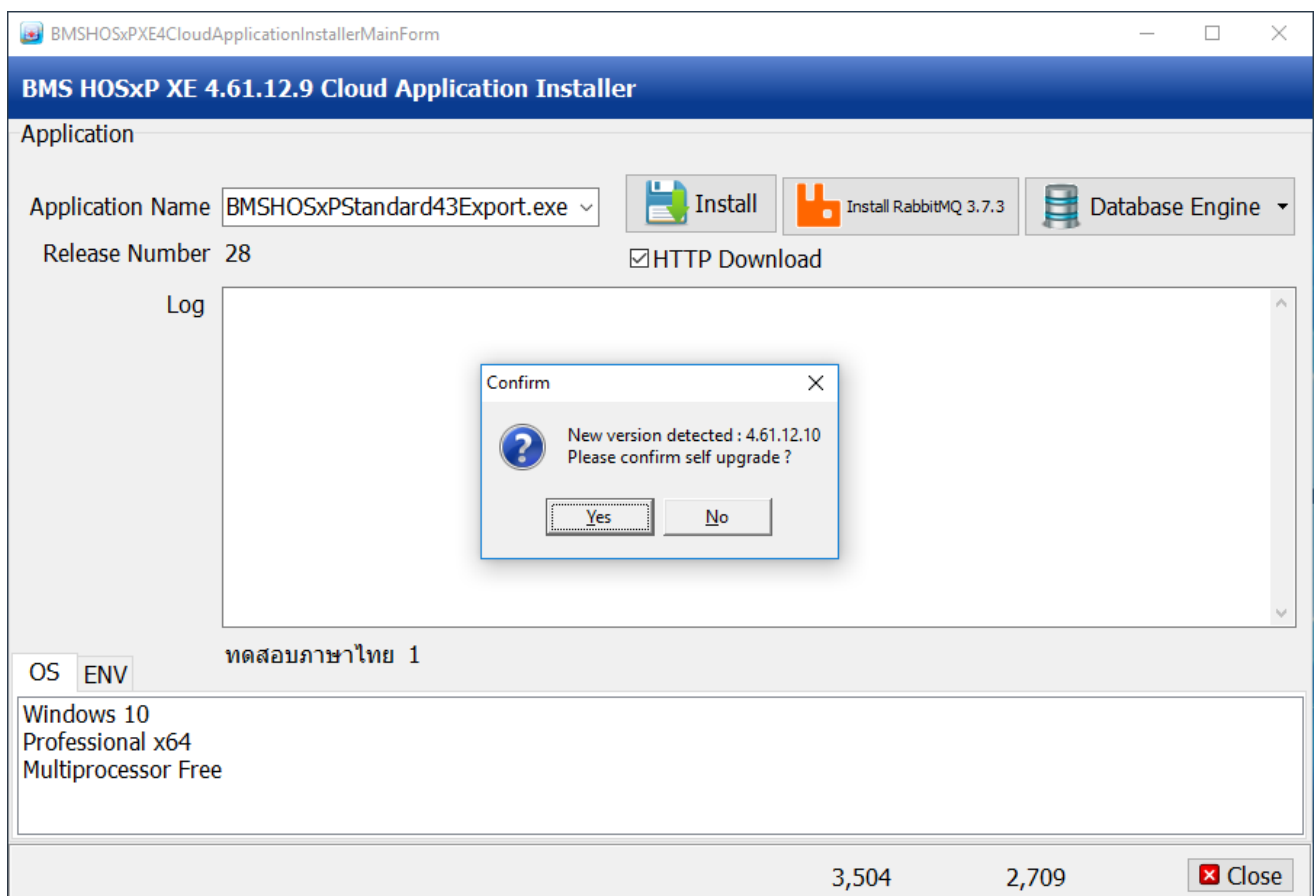 BMSHOSxPXE4CloudApplicationInstallerMainForm
BMS HOSxP XE 4.61.12.9 Cloud Application Installer
Application
Application Name BMSHOSxPStandard43Export.exe Install Install RabbitMQ 3.7.3 Database Engine
Release Number 28 HTTP Download
Log
Confirm
New version detected : 4.61.12.10
Please confirm self upgrade ?
Yes No
ทดสอบภาษาไทย 1
OS ENV
Windows 10
Professional x64
Multiprocessor Free
3,504 2,709 Close